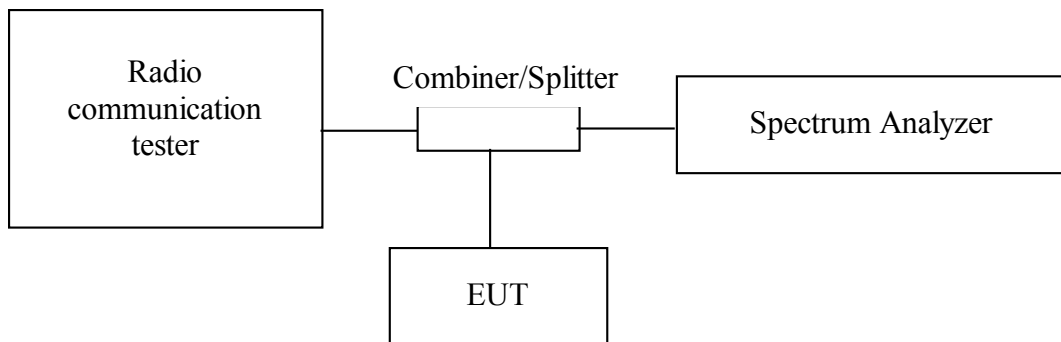 Radio
communication
tester
Combiner/Splitter
Spectrum Analyzer
EUT